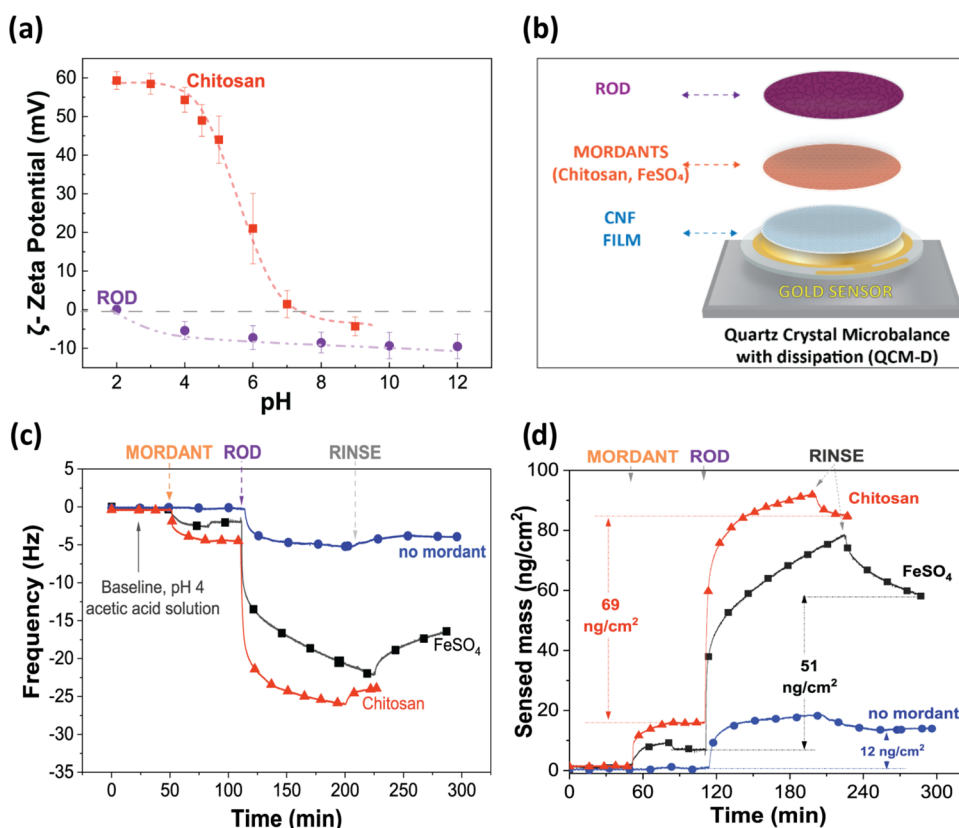 (a)
ζ- Zeta Potential (mV)
60
50
40
30
20
10
0
-10
Chitosan
ROD
2
4
6
8
10
12
pH
(b)
ROD
MORDANTS
(Chitosan, FeSO₄)
CNF
FILM
GOLD SENSOR
Quartz Crystal Microbalance
with dissipation (QCM-D)
(c)
MORDANT
ROD
RINSE
Frequency (Hz)
5
0
-5
-10
-15
-20
-25
-30
-35
no mordant
Baseline, pH 4
acetic acid solution
FeSO₄
Chitosan
0
50
100
150
200
250
300
Time (min)
(d)
MORDANT
ROD
RINSE
Sensed mass (ng/cm²)
100
80
60
40
20
0
Chitosan
FeSO₄
69
ng/cm²
51
ng/cm²
no mordant
12 ng/cm²
0
60
120
180
240
300
Time (min)